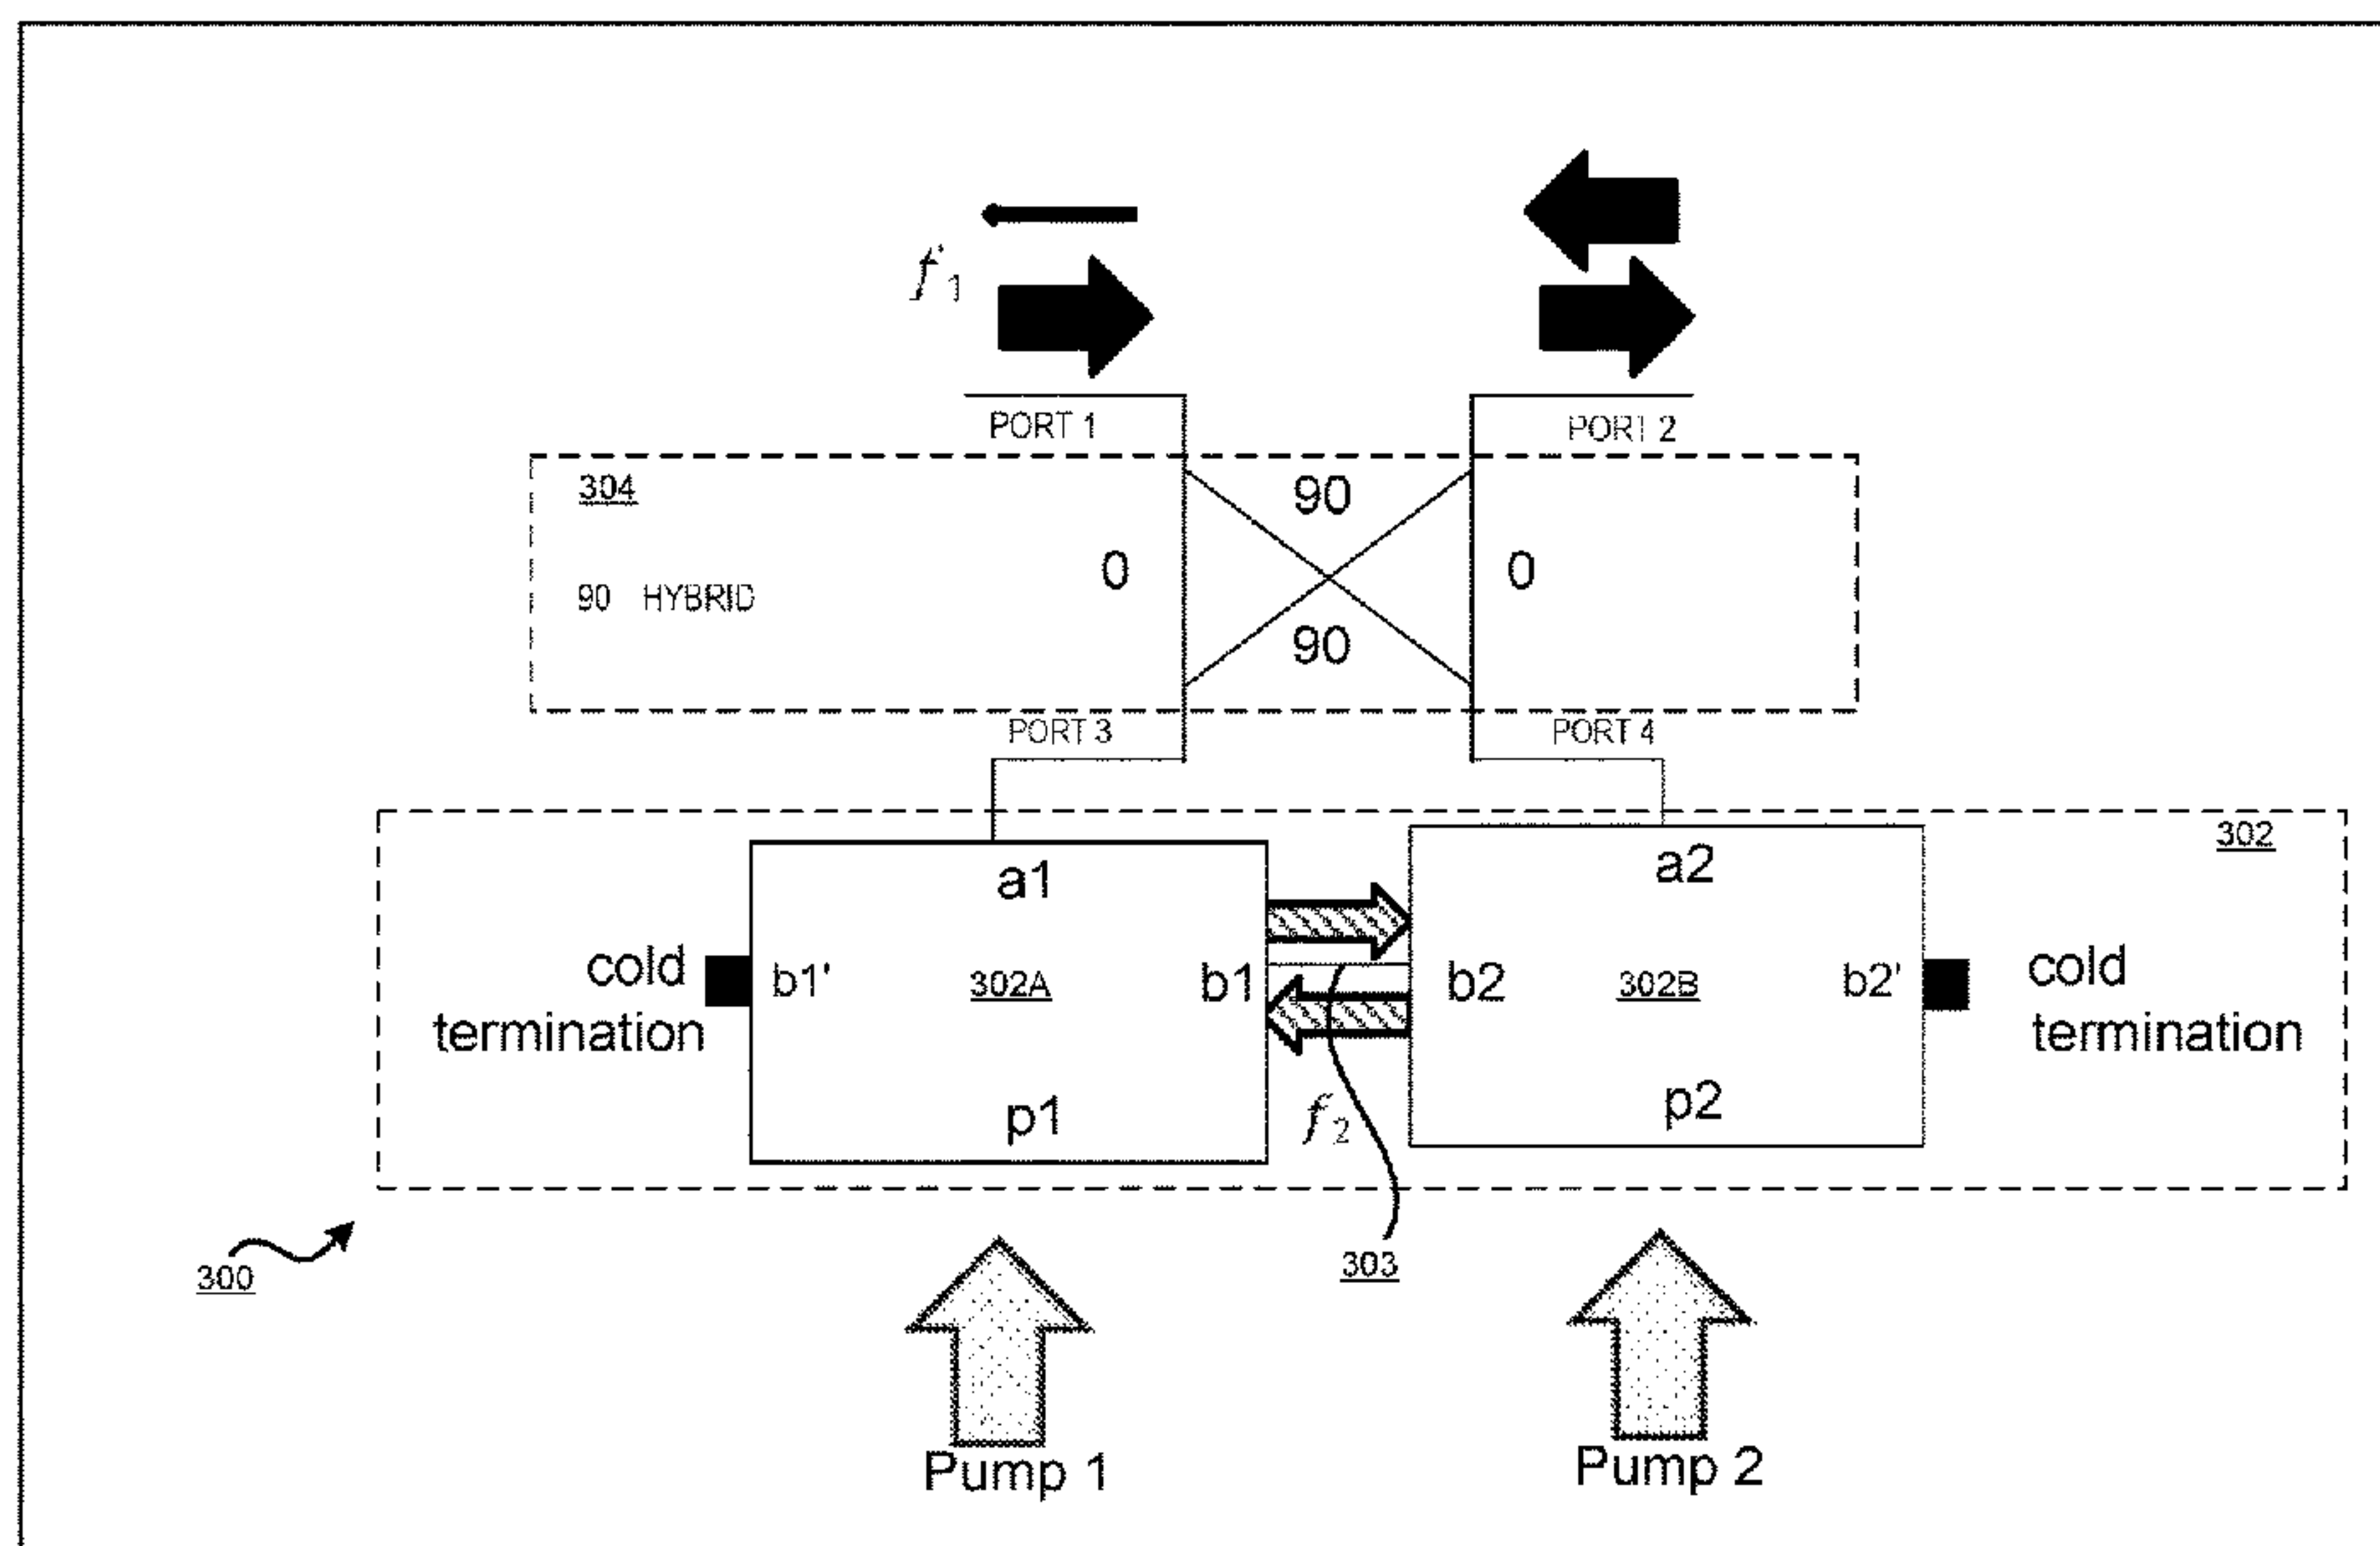 f1
PORT 1
PORT 2
304
90
0
0
90 HYBRID
90
PORT 3
PORT 4
302
a1
a2
cold
termination
b1'
302A
b1
b2
302B
b2'
cold
termination
p1
f2
p2
300
303
Pump 1
Pump 2